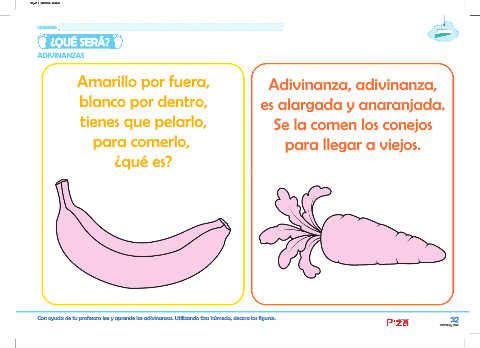 ¿QUÉ SERÁ?
ADIVINANZAS
Amarillo por fuera,
blanco por dentro,
tienes que pelarlo,
para comerlo,
¿qué es?
Adivinanza, adivinanza,
es alargada y anaranjada.
Se la comen los conejos
para llegar a viejos.
Con ayuda de tu profesora lee y aprende las adivinanzas. Utilizando tiza húmeda, decora las figuras.
32